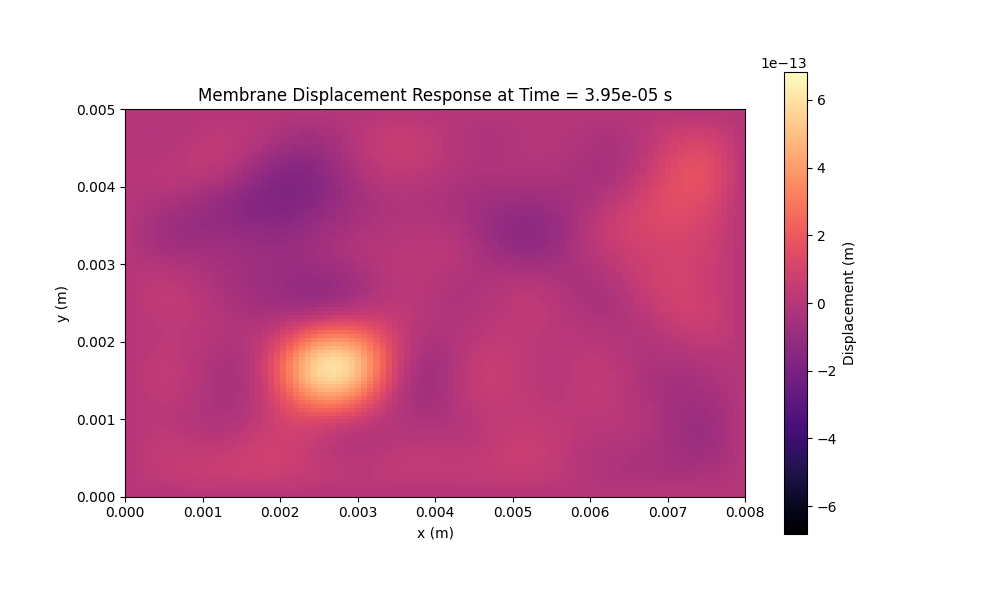 1e−13
Membrane Displacement Response at Time = 3.95e-05 s
0.005
0.004
0.003
0.002
0.001
0.000
y (m)
0.000 0.001 0.002 0.003 0.004 0.005 0.006 0.007 0.008
x (m)
6
4
2
0
−2
−4
−6
Displacement (m)